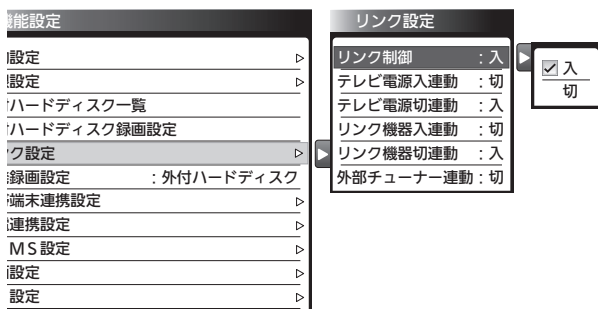 能設定
設定
設定
ハードディスク一覧
ハードディスク録画設定
ク設定
録画設定 ：外付ハードディスク
端末連携設定
連携設定
MS設定
設定
設定
リンク設定
リンク制御 ：入
テレビ電源入連動 ：切
テレビ電源切連動 ：入
リンク機器入連動 ：切
リンク機器切連動 ：入
外部チューナー連動：切
入
切